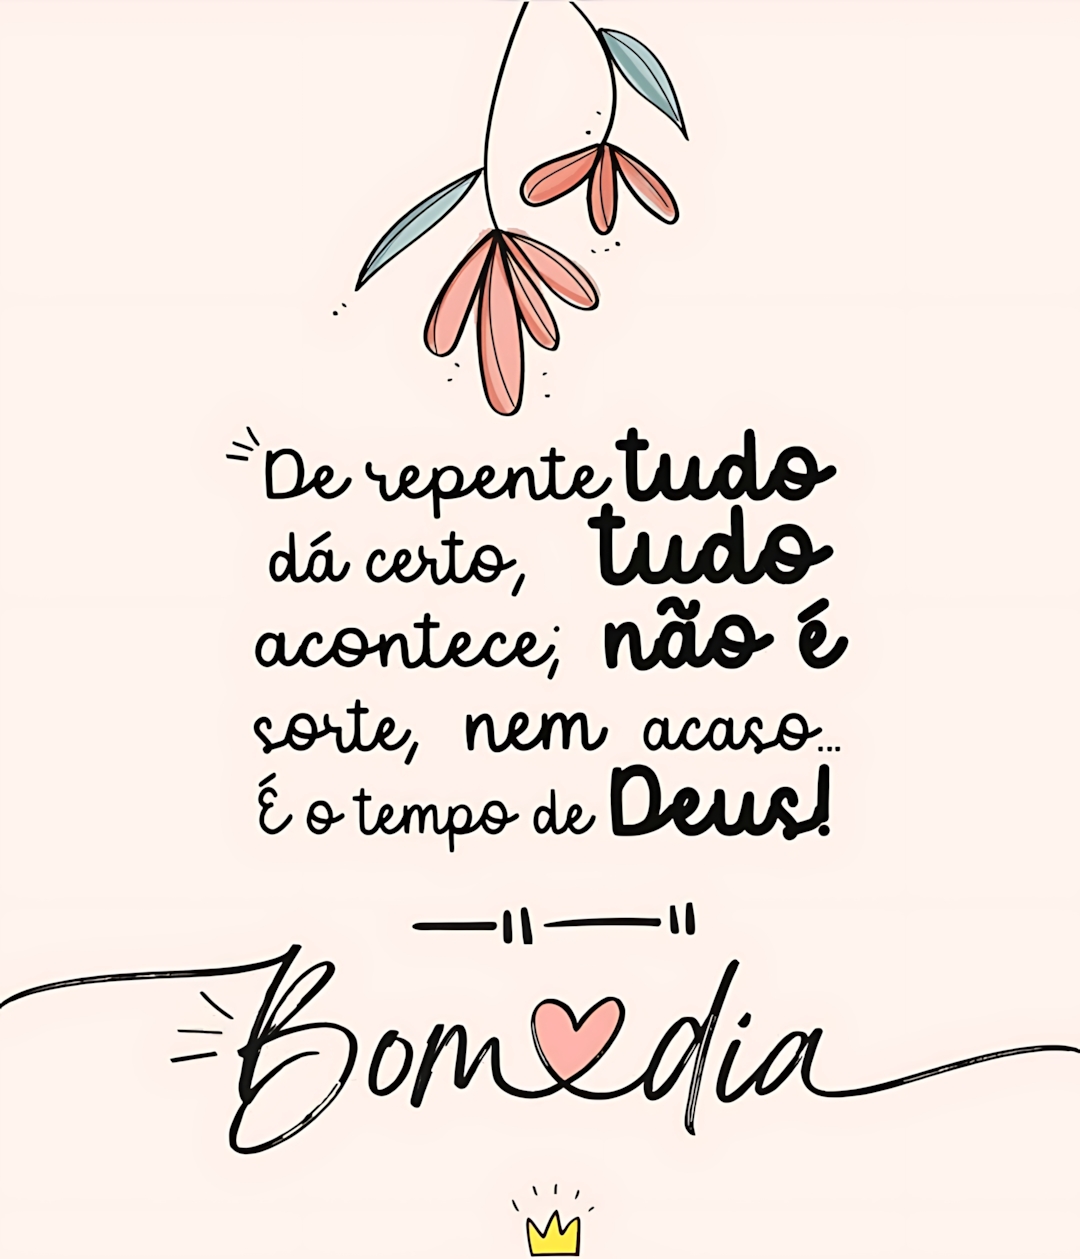 De repente tudo
dá certo, tudo
acontece; não é
sorte, nem acaso...
É o tempo de Deus!
Bom dia